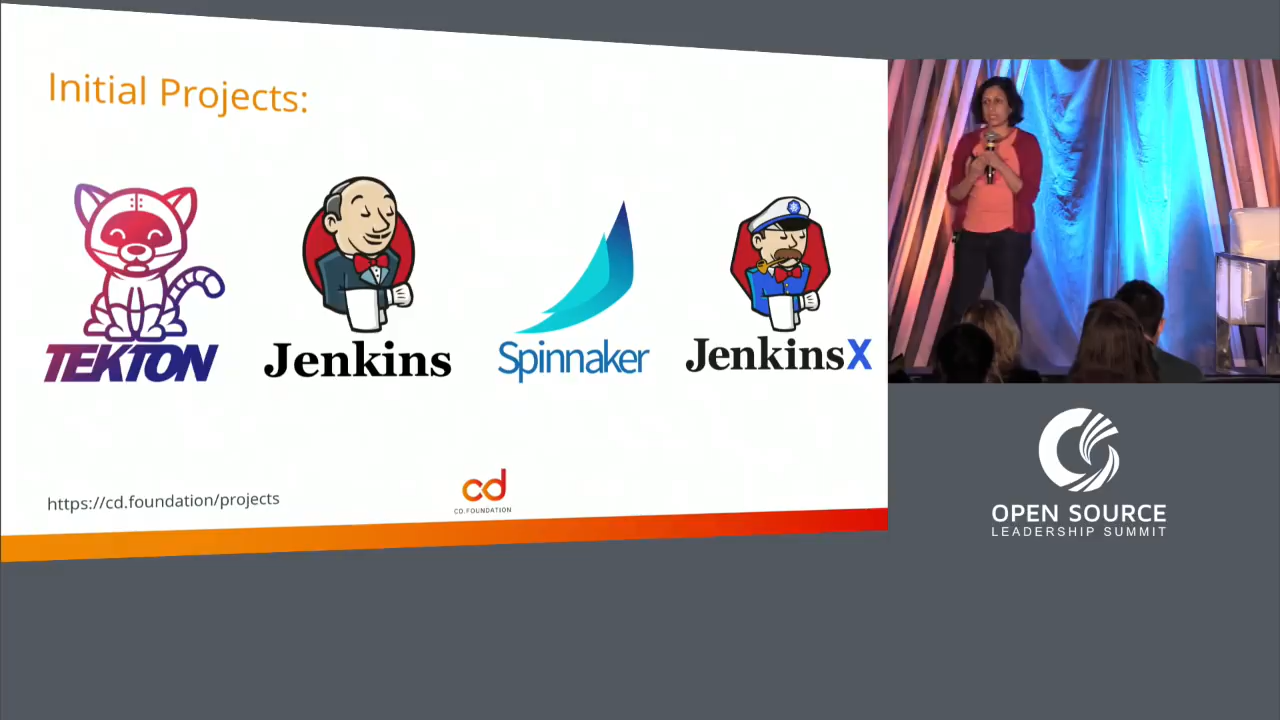 Initial Projects:
TEKTON
Jenkins
Spinnaker
JenkinsX
https://cd.foundation/projects
cd
CD.FOUNDATION
OPEN SOURCE
LEADERSHIP SUMMIT